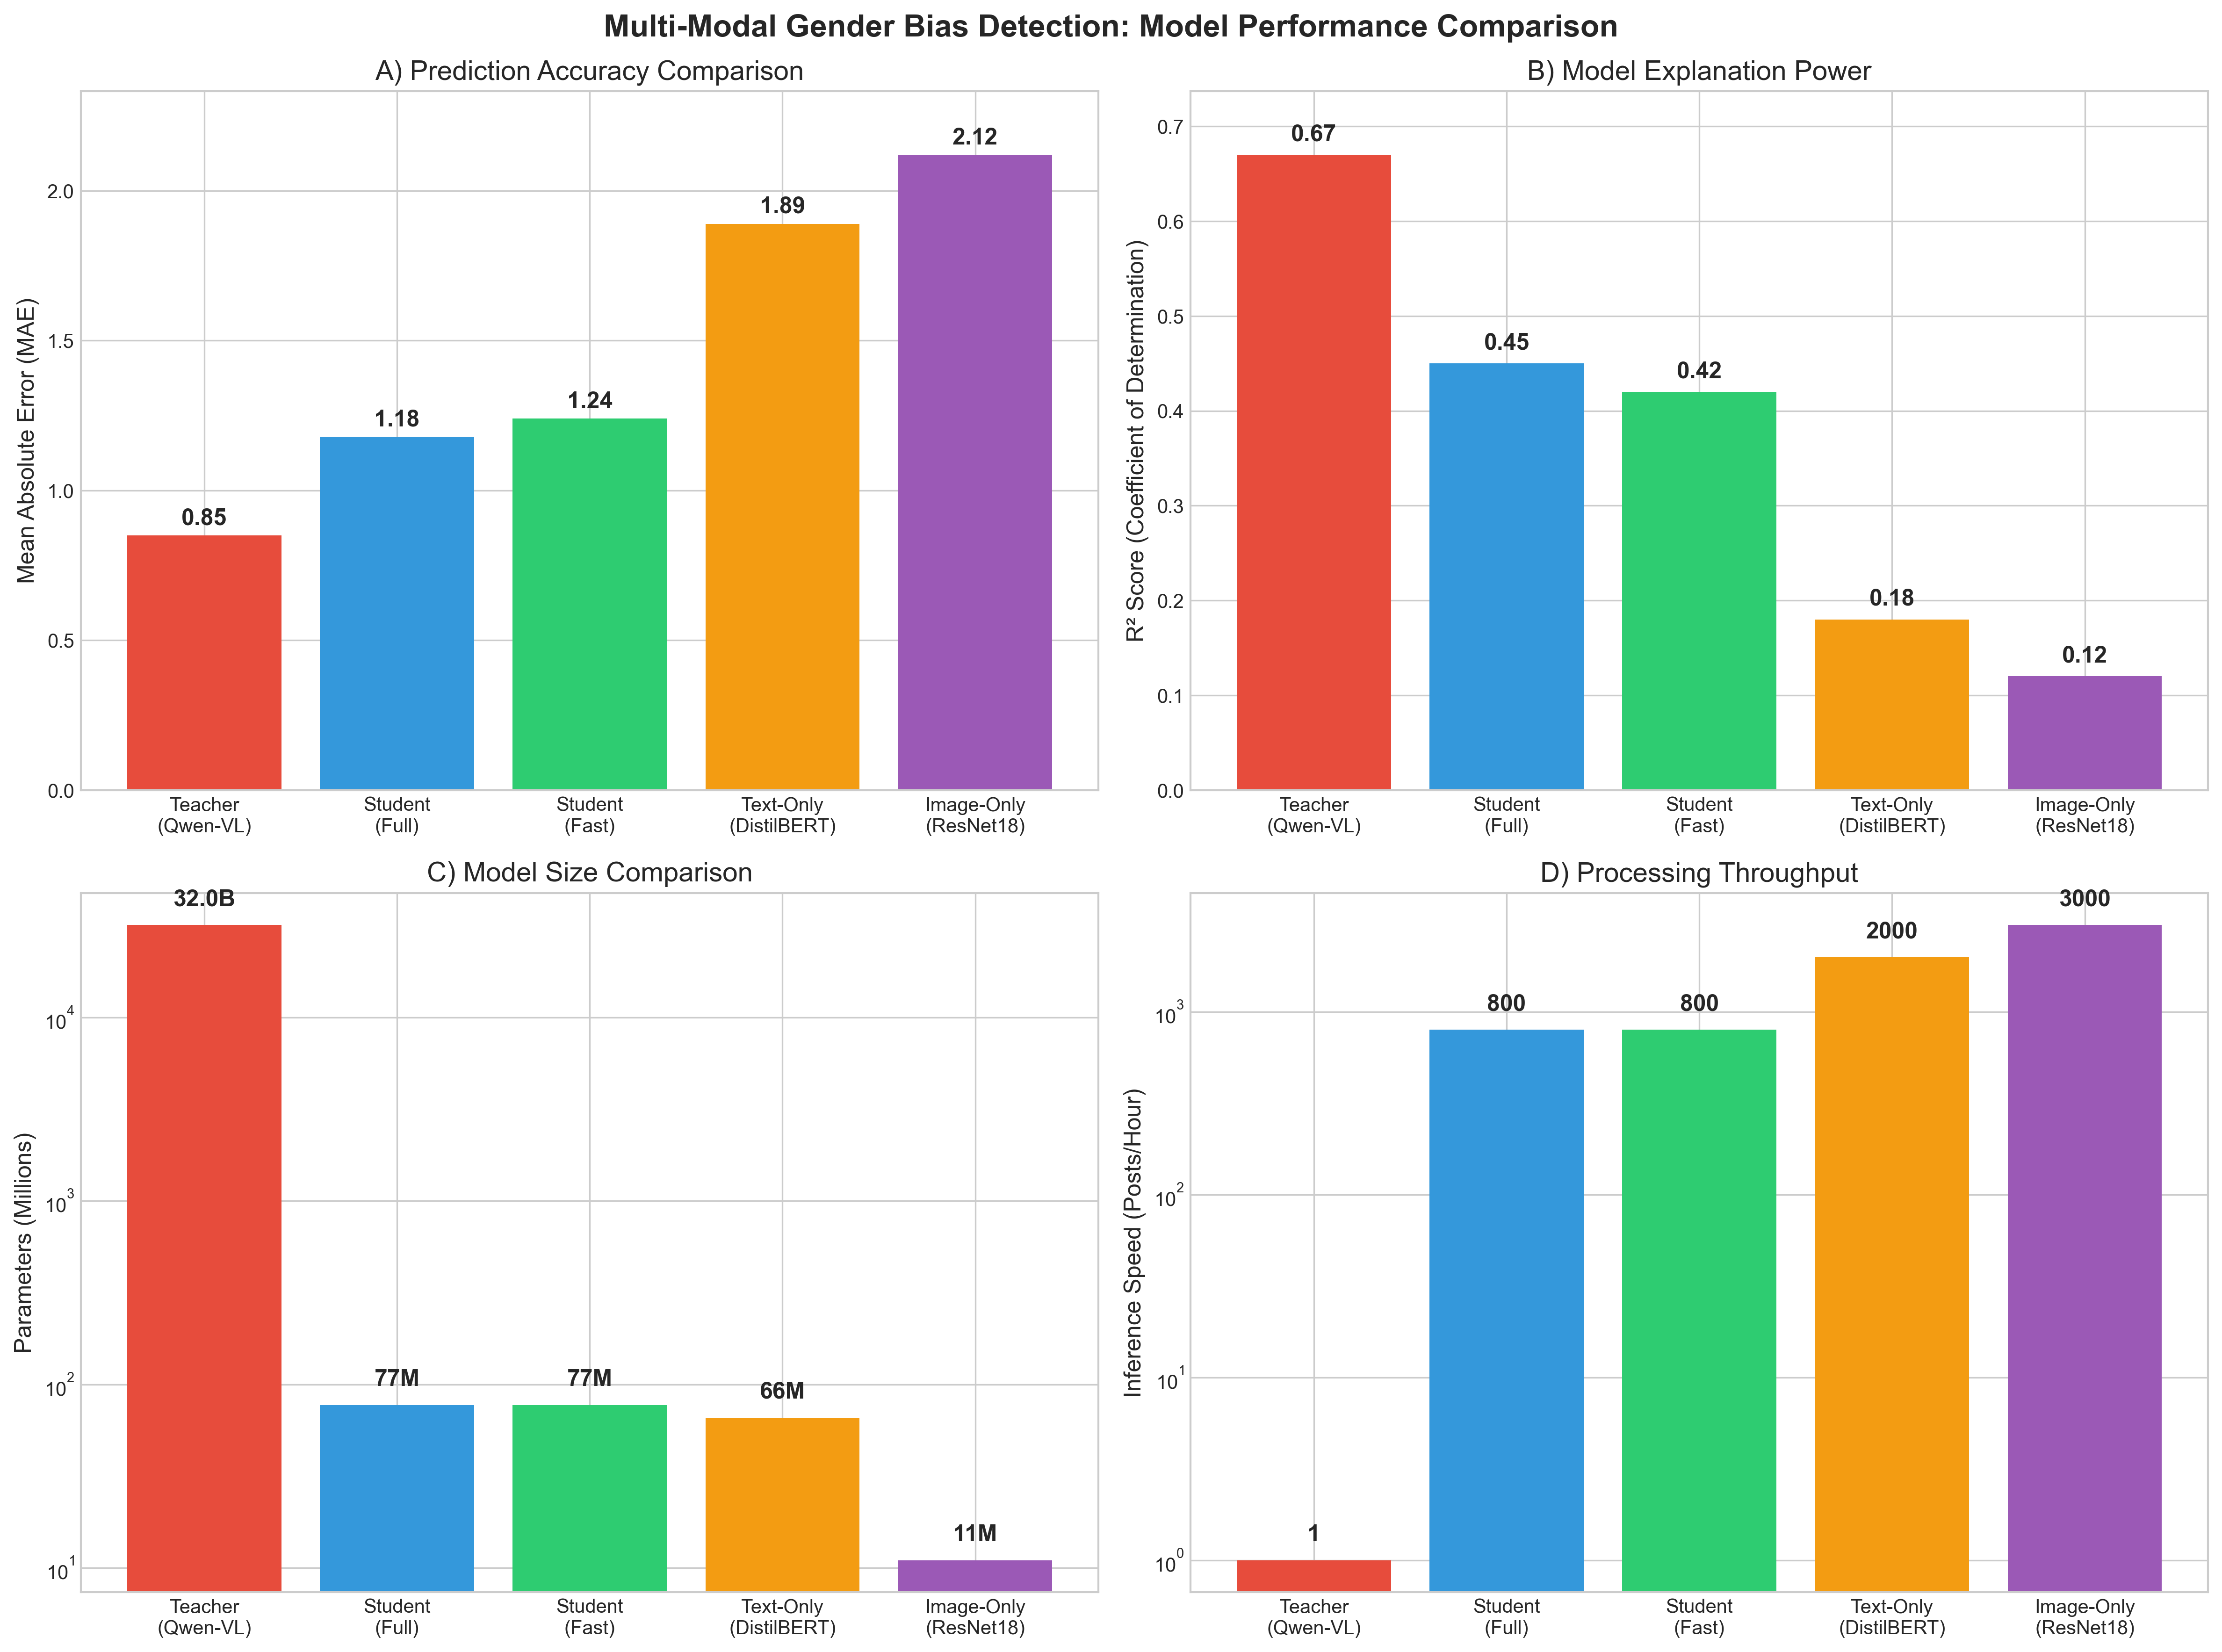 Multi-Modal Gender Bias Detection: Model Performance Comparison
A) Prediction Accuracy Comparison
Mean Absolute Error (MAE)
2.0
1.5
1.0
0.5
0.0
0.85
1.18
1.24
1.89
2.12
Teacher
(Qwen-VL)
Student
(Full)
Student
(Fast)
Text-Only
(DistilBERT)
Image-Only
(ResNet18)
B) Model Explanation Power
R² Score (Coefficient of Determination)
0.7
0.6
0.5
0.4
0.3
0.2
0.1
0.0
0.67
0.45
0.42
0.18
0.12
Teacher
(Qwen-VL)
Student
(Full)
Student
(Fast)
Text-Only
(DistilBERT)
Image-Only
(ResNet18)
C) Model Size Comparison
Parameters (Millions)
10⁴
10³
10²
10¹
32.0B
77M
77M
66M
11M
Teacher
(Qwen-VL)
Student
(Full)
Student
(Fast)
Text-Only
(DistilBERT)
Image-Only
(ResNet18)
D) Processing Throughput
Inference Speed (Posts/Hour)
10³
10²
10¹
10⁰
1
800
800
2000
3000
Teacher
(Qwen-VL)
Student
(Full)
Student
(Fast)
Text-Only
(DistilBERT)
Image-Only
(ResNet18)